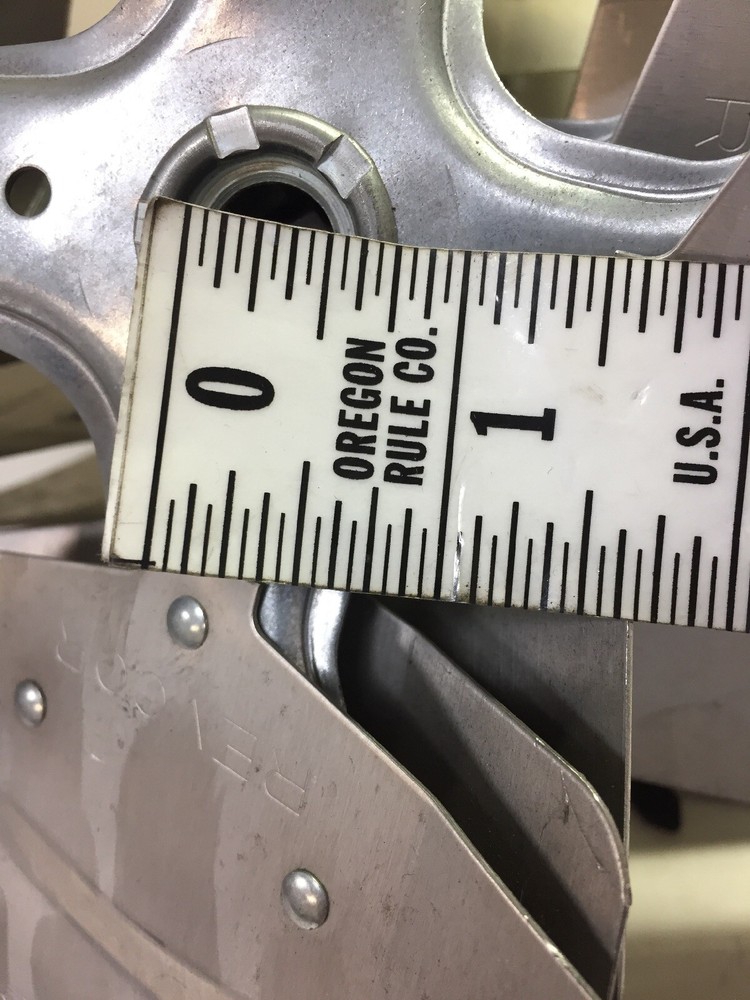 R
0
OREGON
RULE CO.
1
U.S.A.